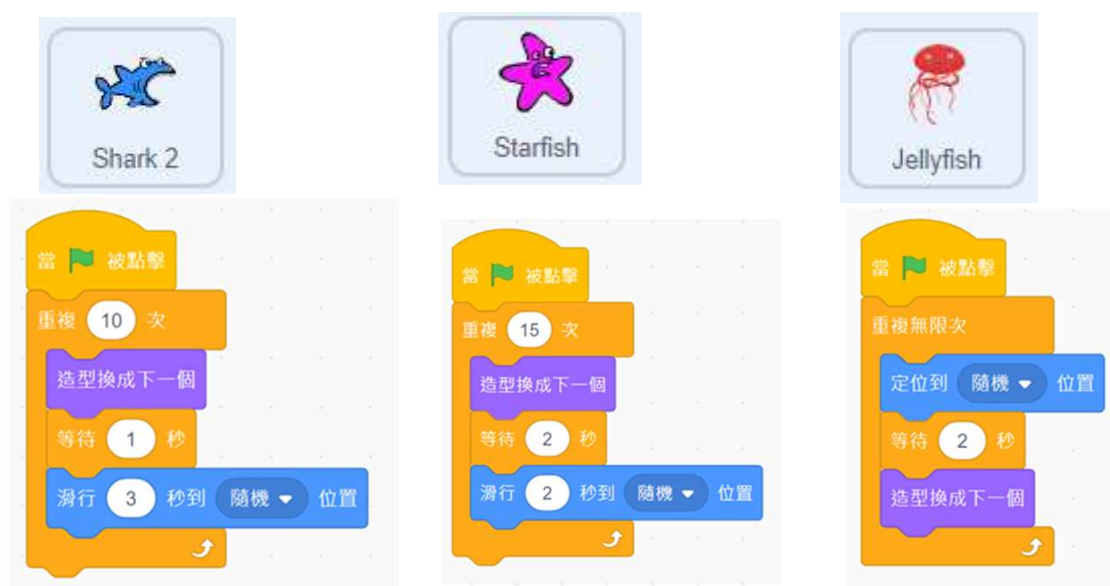 Shark 2
Starfish
Jellyfish
當 被點擊
重複 10 次
造型換成下一個
等待 1 秒
滑行 3 秒到 隨機 位置
當 被點擊
重複 15 次
造型換成下一個
等待 2 秒
滑行 2 秒到 隨機 位置
當 被點擊
重複無限次
定位到 隨機 位置
等待 2 秒
造型換成下一個